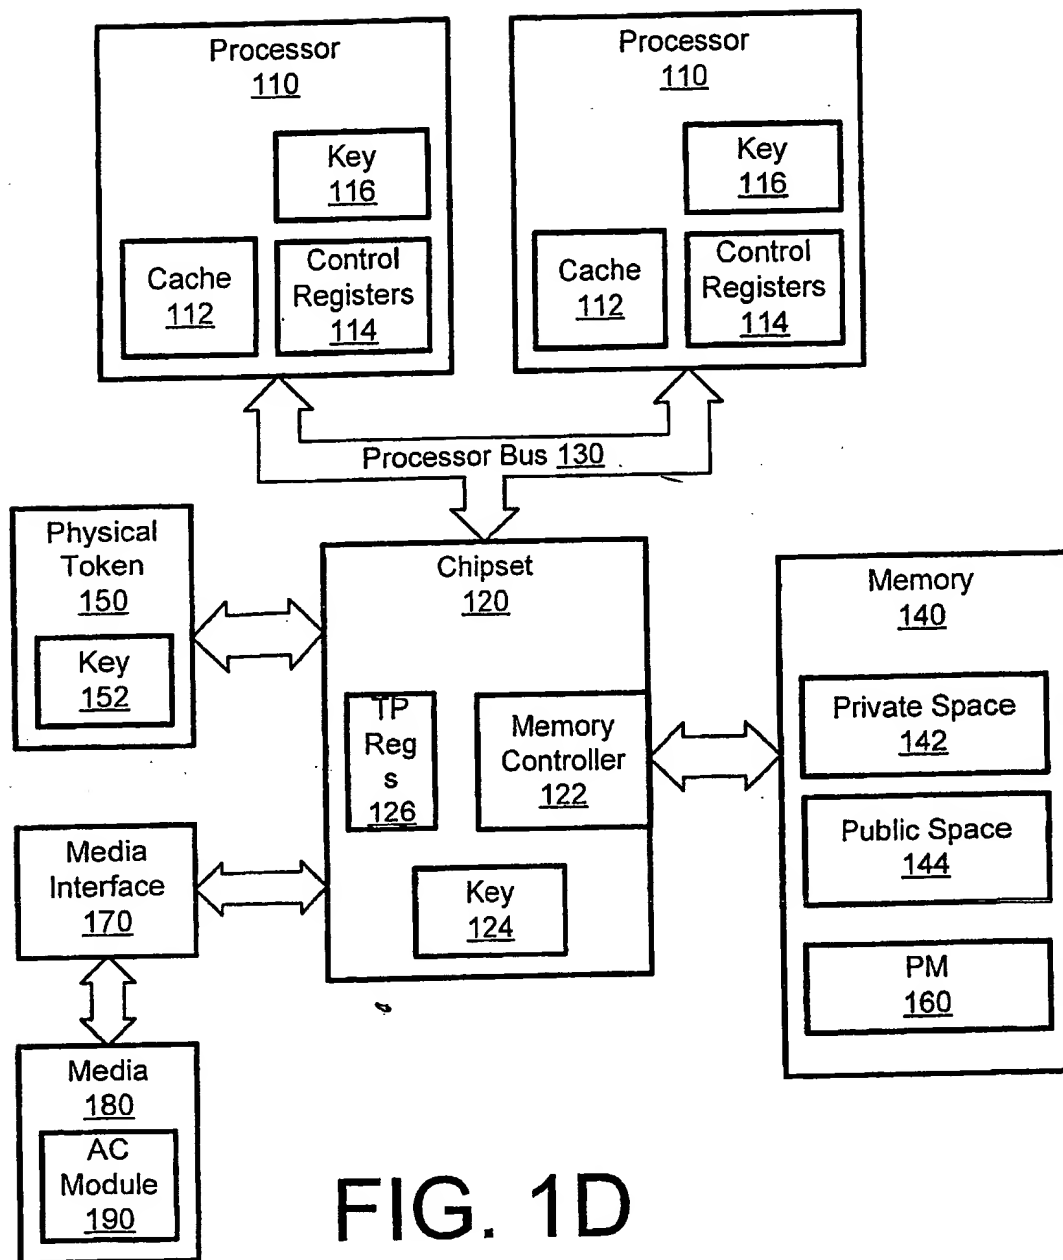 Processor
110
Key
116
Cache
112
Control
Registers
114
Processor
110
Key
116
Cache
112
Control
Registers
114
Processor Bus 130
Physical
Token
150
Key
152
Chipset
120
TP
Reg
s
126
Memory
Controller
122
Key
124
Memory
140
Private Space
142
Public Space
144
PM
160
Media
Interface
170
Media
180
AC
Module
190
FIG. 1D